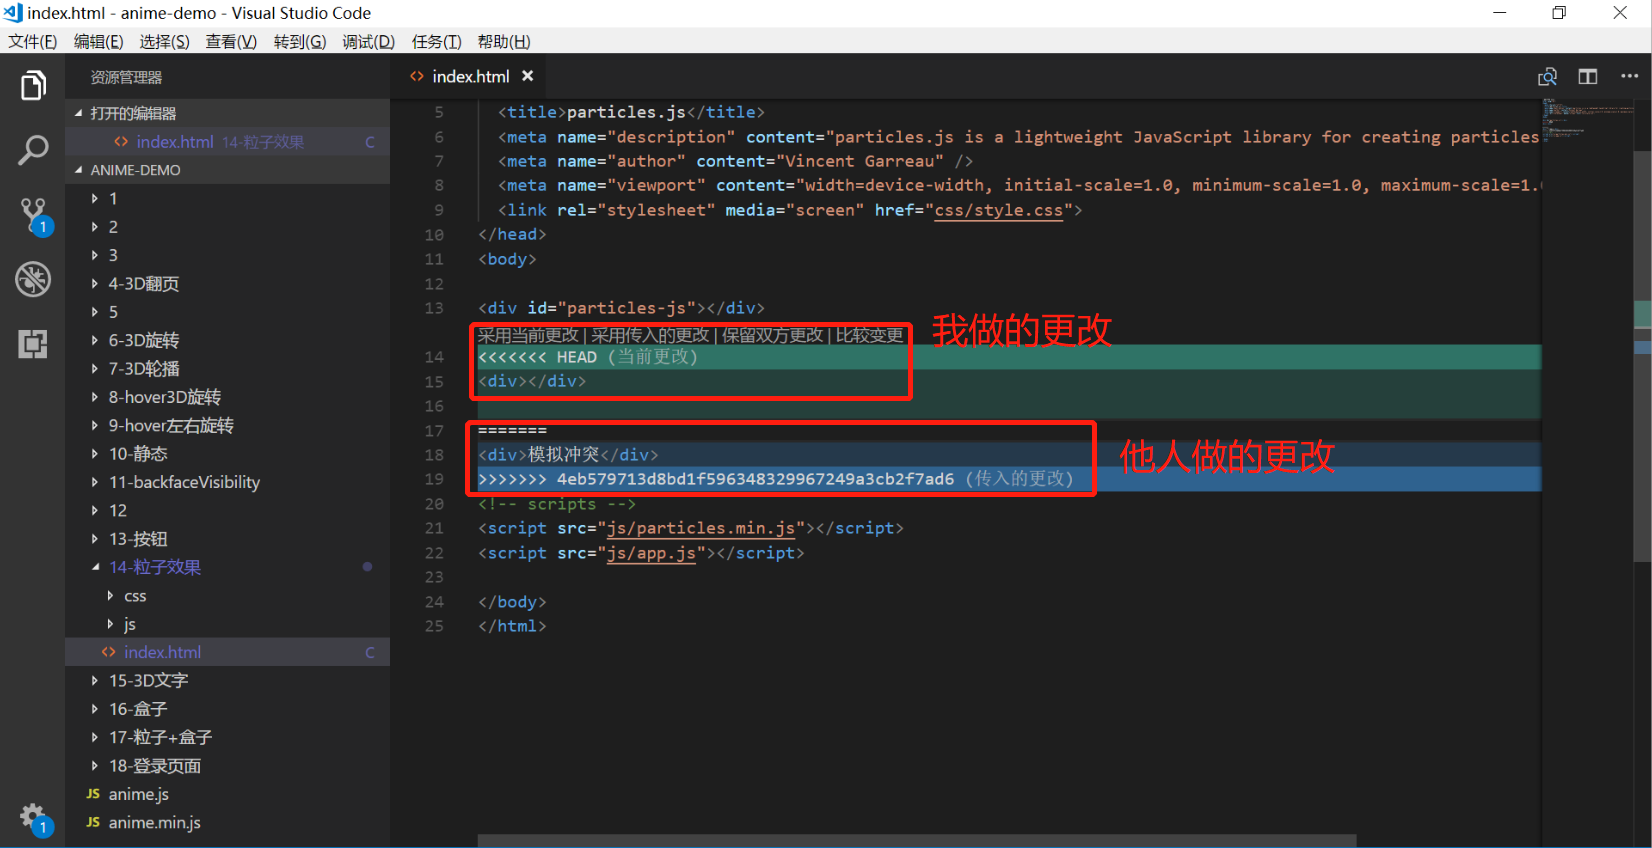 index.html - anime-demo - Visual Studio Code
文件(F) 编辑(E) 选择(S) 查看(V) 转到(G) 调试(D) 任务(T) 帮助(H)
资源管理器
打开的编辑器
index.html 14-粒子效果 C
ANIME-DEMO
1
2
3
4-3D翻页
5
6-3D旋转
7-3D轮播
8-hover3D旋转
9-hover左右旋转
10-静态
11-backfaceVisibility
12
13-按钮
14-粒子效果
css
js
index.html C
15-3D文字
16-盒子
17-粒子+盒子
18-登录页面
JS anime.js
JS anime.min.js
1
1
index.html
5 <title>particles.js</title>
6 <meta name="description" content="particles.js is a lightweight JavaScript library for creating particles
7 <meta name="author" content="Vincent Garreau" />
8 <meta name="viewport" content="width=device-width, initial-scale=1.0, minimum-scale=1.0, maximum-scale=1.0
9 <link rel="stylesheet" media="screen" href="css/style.css">
10 </head>
11 <body>
12
13 <div id="particles-js"></div>
采用当前更改 | 采用传入的更改 | 保留双方更改 | 比较变更
我做的更改
14 <<<<<<< HEAD (当前更改)
15 <div></div>
16
17 =======
18 <div>模拟冲突</div>
他人做的更改
19 >>>>>>> 4eb579713d8bd1f596348329967249a3cb2f7ad6 (传入的更改)
20 <!-- scripts -->
21 <script src="js/particles.min.js"></script>
22 <script src="js/app.js"></script>
23
24 </body>
25 </html>